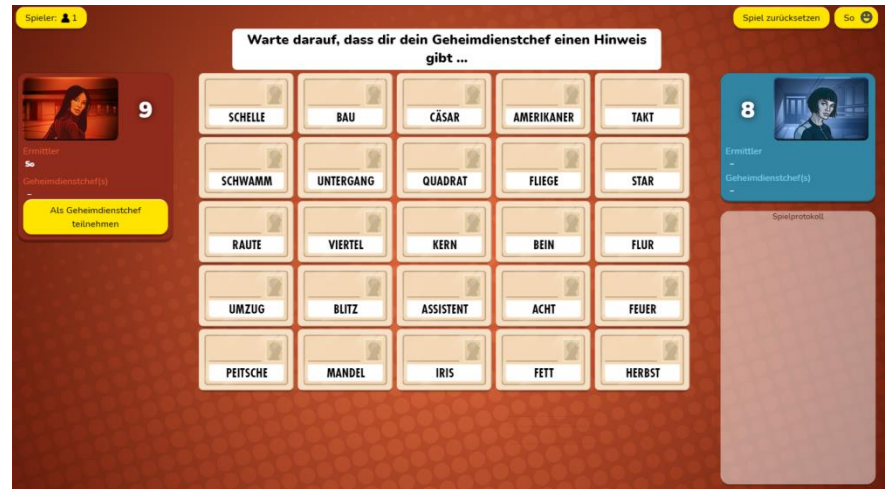 Spieler: 1
Spiel zurücksetzen
So
Warte darauf, dass dir dein Geheimdienstchef einen Hinweis
gibt ...
9
Ermittler
So
Geheimdienstchef(s)
–
Als Geheimdienstchef
teilnehmen
SCHELLE BAU CÄSAR AMERIKANER TAKT
SCHWAMM UNTERGANG QUADRAT FLIEGE STAR
RAUTE VIERTEL KERN BEIN FLUR
UMZUG BLITZ ASSISTENT ACHT FEUER
PEITSCHE MANDEL IRIS FETT HERBST
8
Ermittler
–
Geheimdienstchef(s)
–
Spielprotokoll